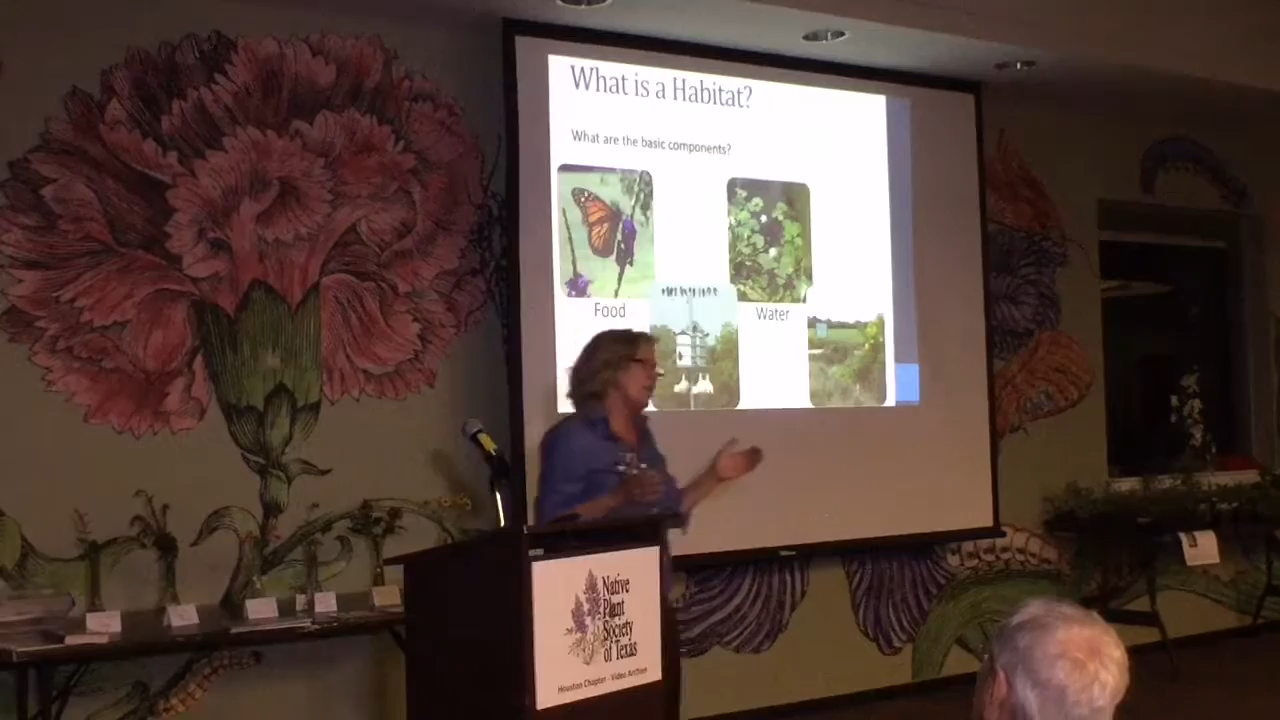 What is a Habitat?
What are the basic components?
Food
Water
Native
Plant
Society
of Texas
Houston Chapter - Video Archive